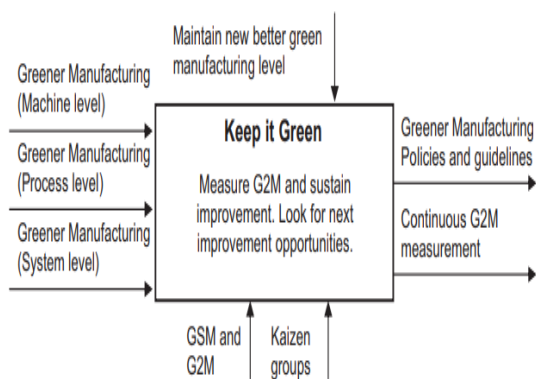 Maintain new better green
manufacturing level
Greener Manufacturing
(Machine level)
Greener Manufacturing
(Process level)
Greener Manufacturing
(System level)
Keep it Green
Measure G2M and sustain
improvement. Look for next
improvement opportunities.
Greener Manufacturing
Policies and guidelines
Continuous G2M
measurement
GSM and
G2M
Kaizen
groups